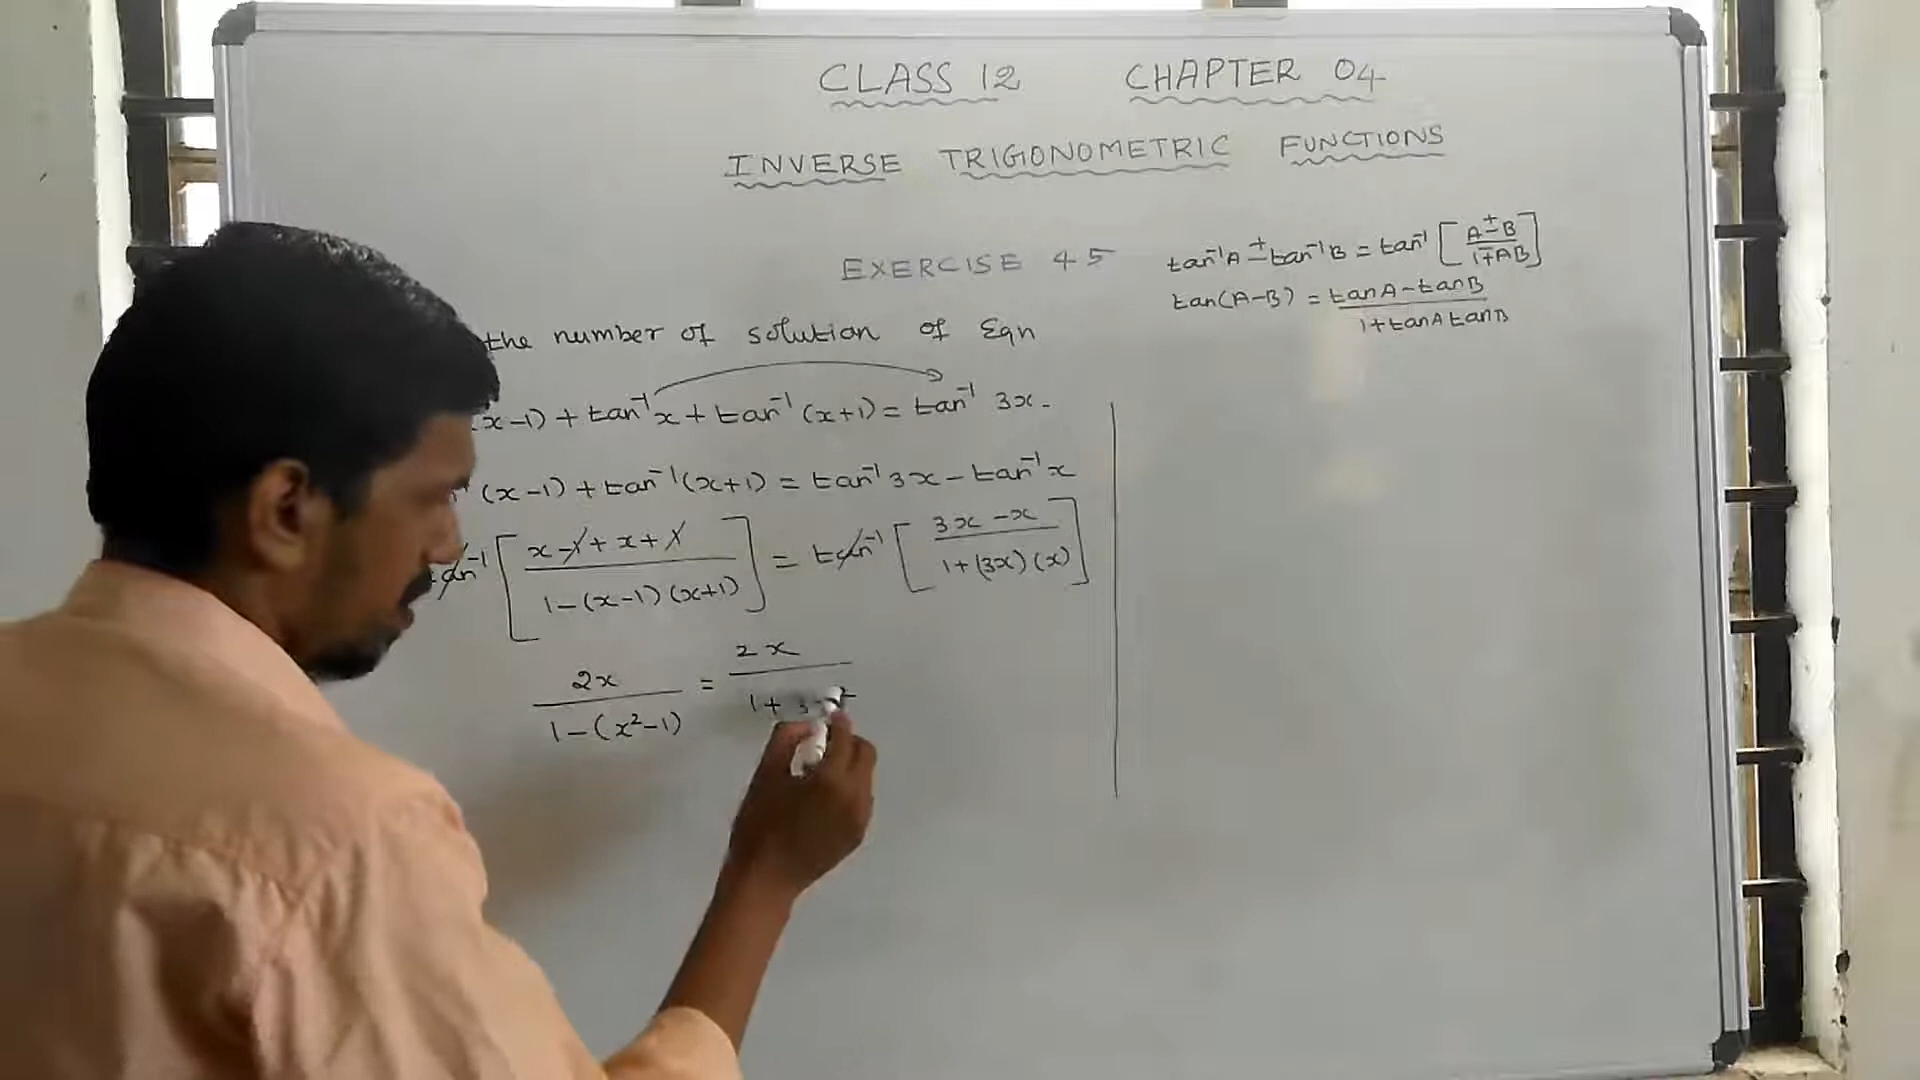 CLASS 12 CHAPTER 04
INVERSE TRIGONOMETRIC FUNCTIONS
EXERCISE 4.5
tan⁻¹A ± tan⁻¹B = tan⁻¹ [A±B / 1∓AB]
tan(A-B) = tanA - tanB / 1+tanA tanB
the number of solution of Eqn
(x-1) + tan⁻¹x + tan⁻¹(x+1) = tan⁻¹ 3x.
(x-1) + tan⁻¹(x+1) = tan⁻¹ 3x - tan⁻¹x
tan⁻¹ [x-1+x+1 / 1-(x-1)(x+1)] = tan⁻¹ [3x-x / 1+(3x)(x)]
2x / 1-(x²-1) = 2x / 1+3x²